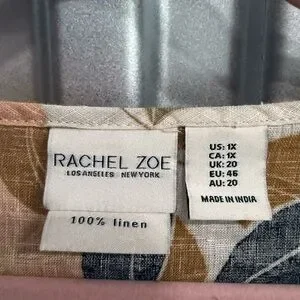 RACHEL ZOE
LOS ANGELES NEW YORK
100% linen
US: 1X
CA: 1X
UK: 20
EU: 46
AU: 20
MADE IN INDIA